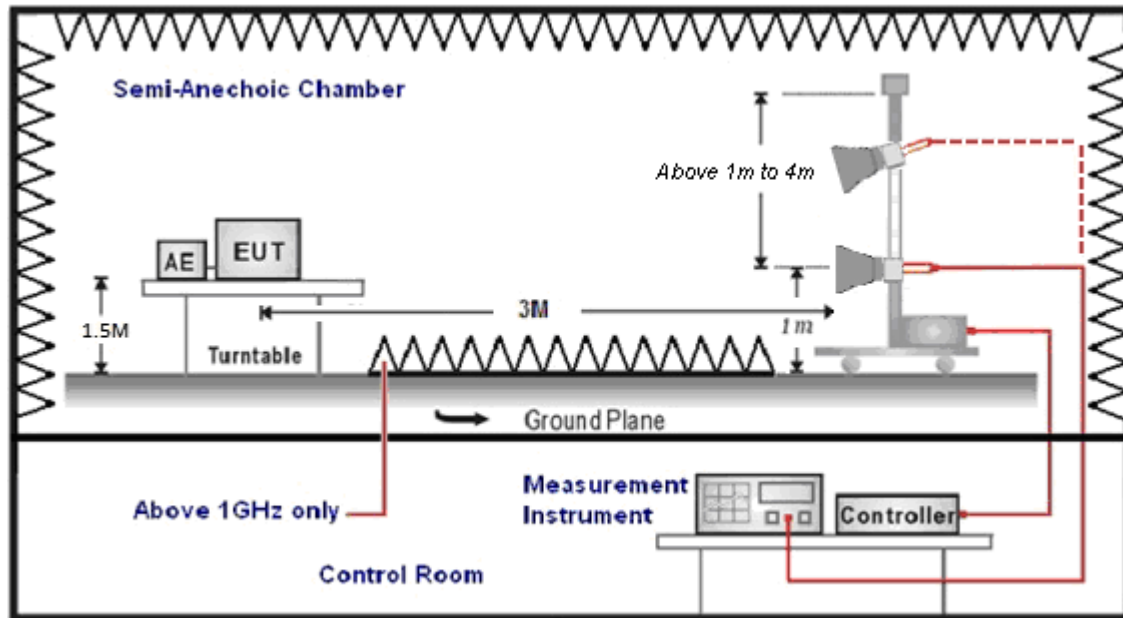 Semi-Anechoic Chamber
Above 1m to 4m
AE
EUT
1.5M
3M
1m
Turntable
Ground Plane
Above 1GHz only
Measurement
Instrument
Controller
Control Room